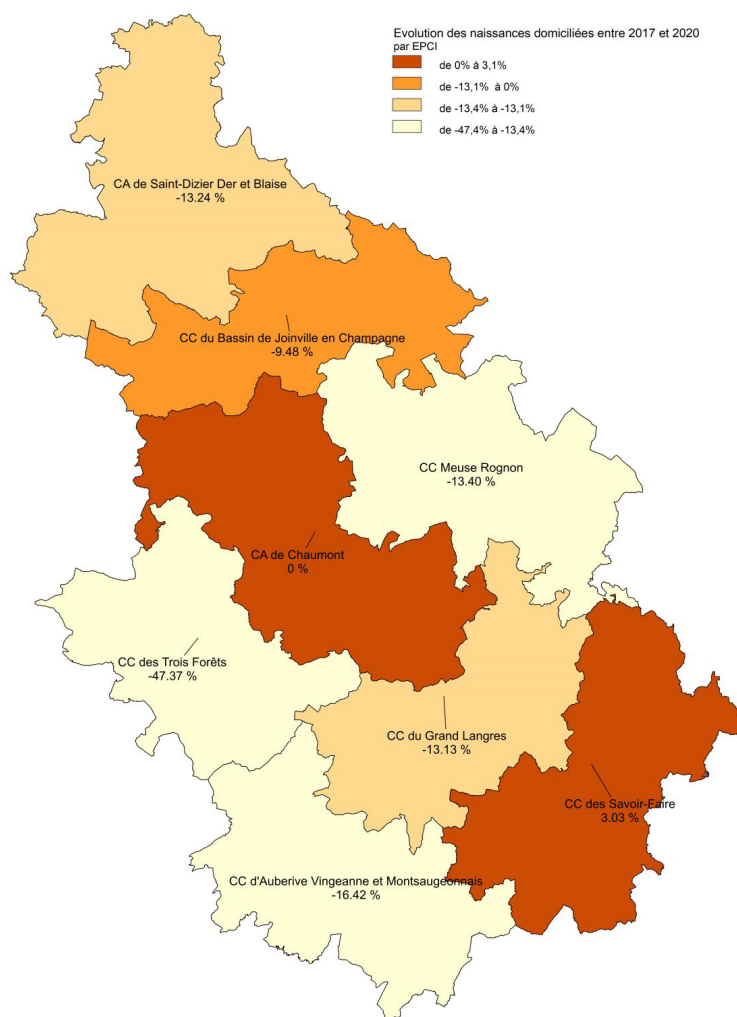 Evolution des naissances domiciliées entre 2017 et 2020
par EPCI
de 0% à 3,1%
de -13,1% à 0%
de -13,4% à -13,1%
de -47,4% à -13,4%
CA de Saint-Dizier Der et Blaise
-13.24 %
CC du Bassin de Joinville en Champagne
-9.48 %
CC Meuse Rognon
-13.40 %
CA de Chaumont
0 %
CC des Trois Forêts
-47.37 %
CC du Grand Langres
-13.13 %
CC des Savoir-Faire
3.03 %
CC d'Auberive Vingeanne et Montsaugeonnais
-16.42 %